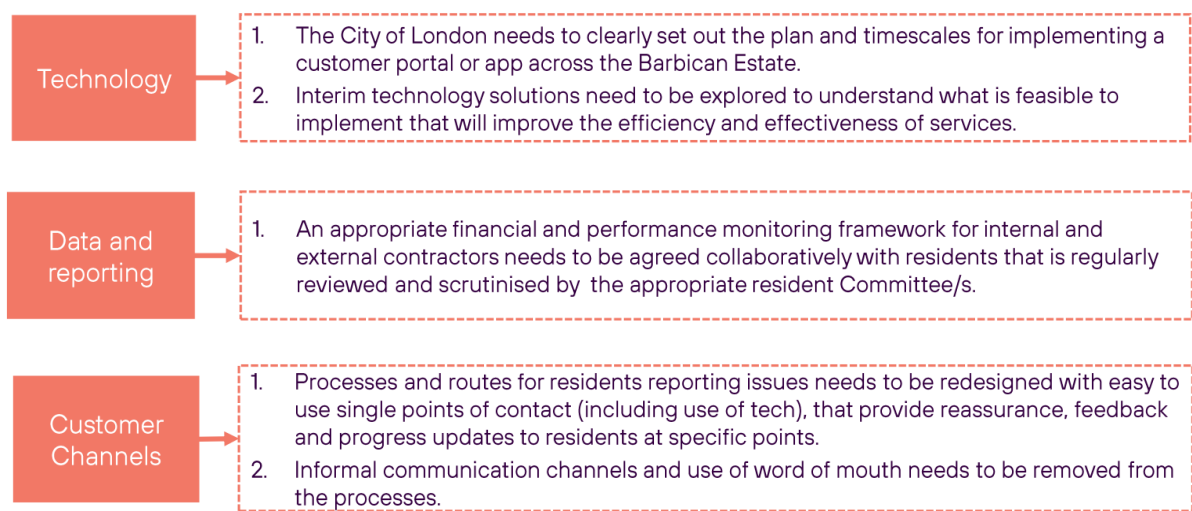 Technology
1. The City of London needs to clearly set out the plan and timescales for implementing a
customer portal or app across the Barbican Estate.
2. Interim technology solutions need to be explored to understand what is feasible to
implement that will improve the efficiency and effectiveness of services.
Data and
reporting
1. An appropriate financial and performance monitoring framework for internal and
external contractors needs to be agreed collaboratively with residents that is regularly
reviewed and scrutinised by the appropriate resident Committee/s.
Customer
Channels
1. Processes and routes for residents reporting issues needs to be redesigned with easy to
use single points of contact (including use of tech), that provide reassurance, feedback
and progress updates to residents at specific points.
2. Informal communication channels and use of word of mouth needs to be removed from
the processes.